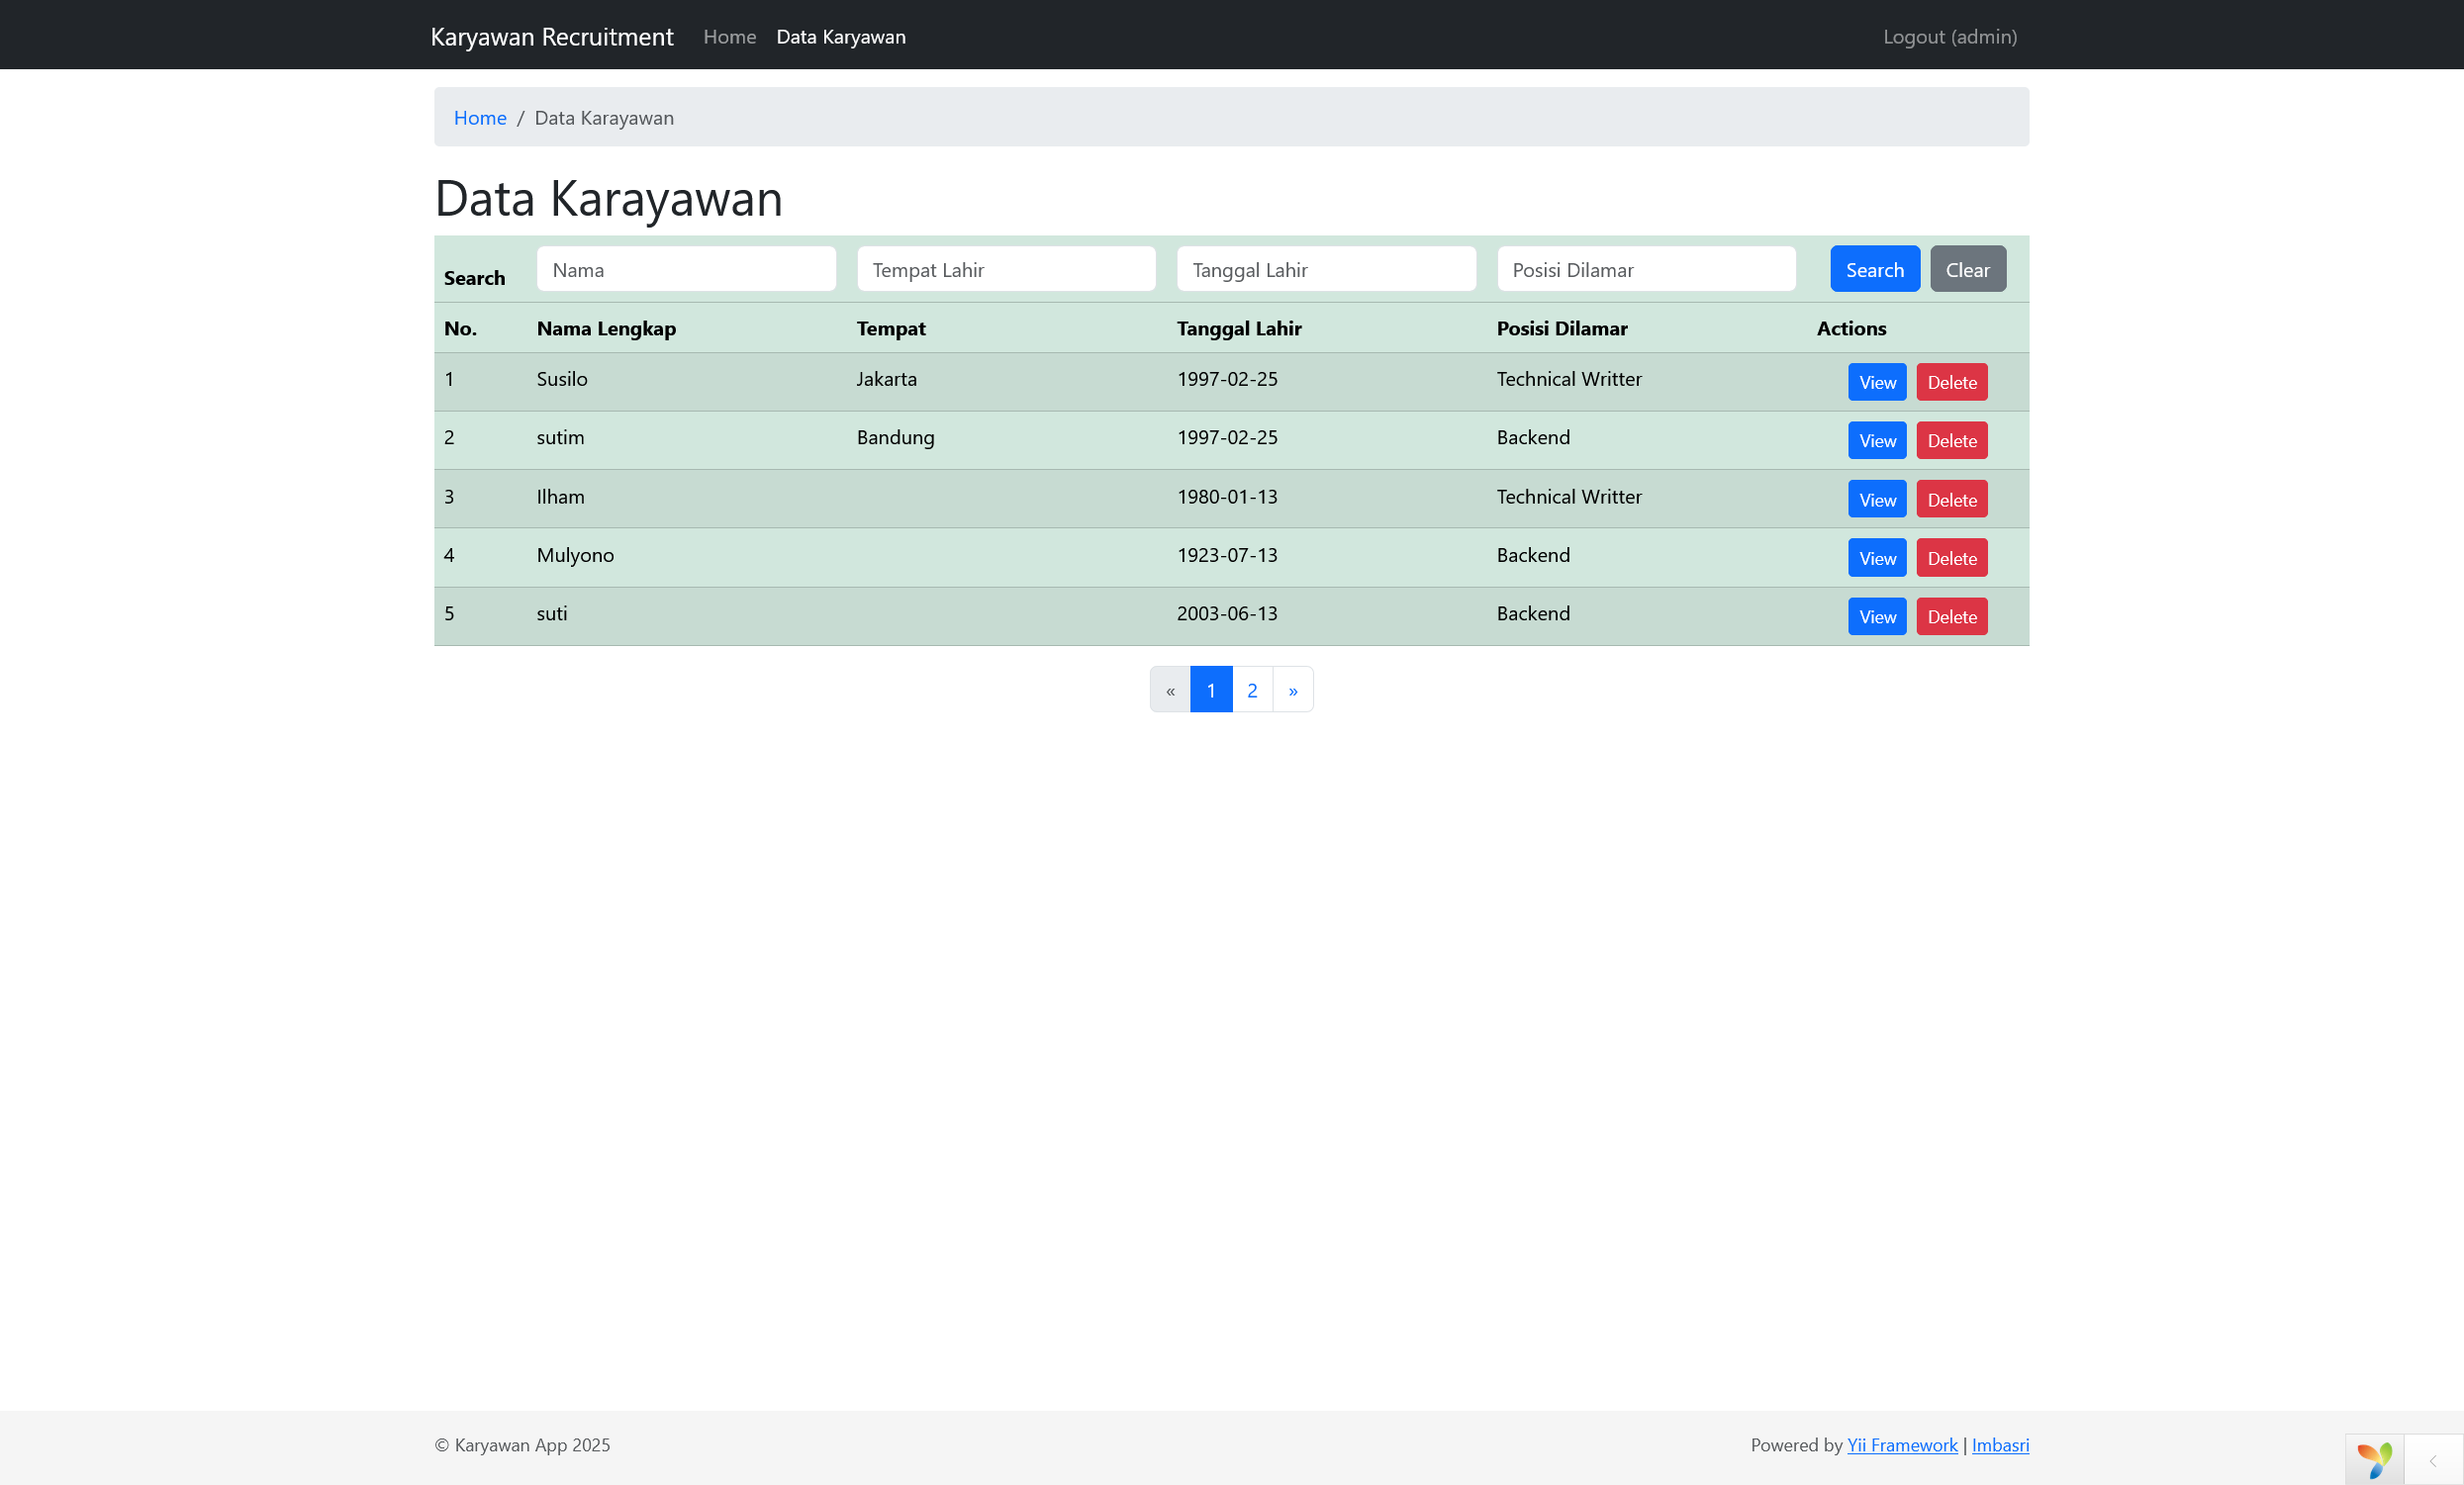 Karyawan Recruitment Home Data Karyawan Logout (admin)
Home / Data Karayawan
Data Karayawan
Search Nama Tempat Lahir Tanggal Lahir Posisi Dilamar Search Clear
No. Nama Lengkap Tempat Tanggal Lahir Posisi Dilamar Actions
1 Susilo Jakarta 1997-02-25 Technical Writter View Delete
2 sutim Bandung 1997-02-25 Backend View Delete
3 Ilham 1980-01-13 Technical Writter View Delete
4 Mulyono 1923-07-13 Backend View Delete
5 suti 2003-06-13 Backend View Delete
« 1 2 »
© Karyawan App 2025 Powered by Yii Framework | Imbasri